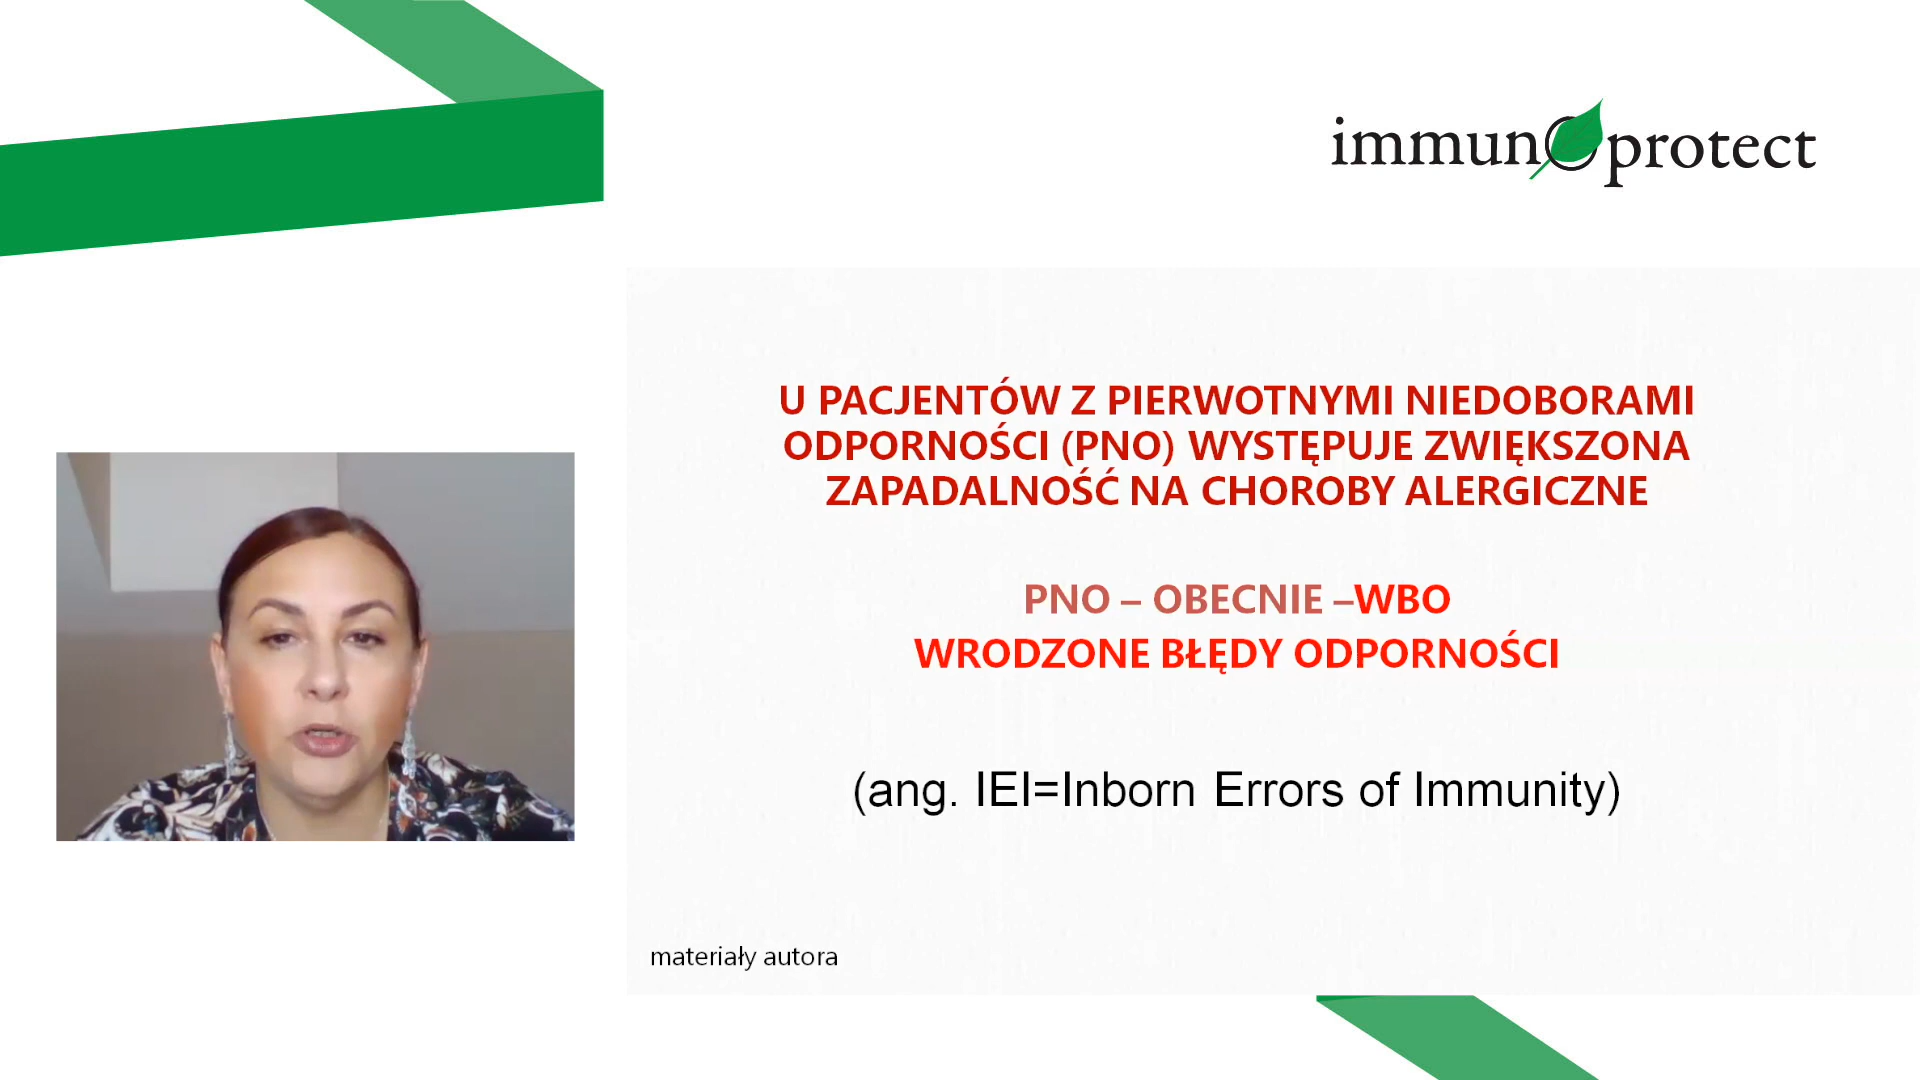 immunoprotect
U PACJENTÓW Z PIERWOTNYMI NIEDOBORAMI
ODPORNOŚCI (PNO) WYSTĘPUJE ZWIĘKSZONA
ZAPADALNOŚĆ NA CHOROBY ALERGICZNE
PNO – OBECNIE –WBO
WRODZONE BŁĘDY ODPORNOŚCI
(ang. IEI=Inborn Errors of Immunity)
materiały autora